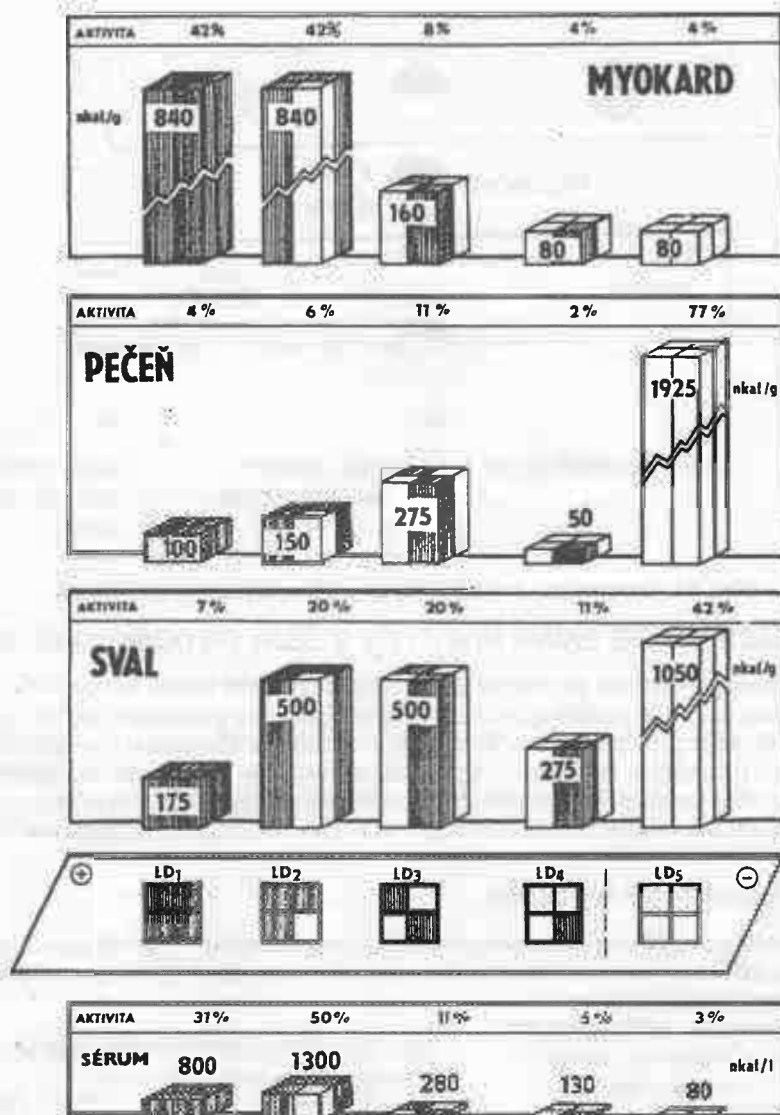 AKTIVITA 42% 42% 8% 4% 4%
MYOKARD
nkat/g 840 840
160
80 80
AKTIVITA 4% 6% 11% 2% 77%
PEČEŇ
1925 nkat/g
275
50
100 150
AKTIVITA 7% 20% 20% 11% 42%
SVAL
1050 nkat/g
500 500
275
175
⊕ LD1 LD2 LD3 LD4 LD5 ⊖
AKTIVITA 31% 50% 11% 5% 3%
SÉRUM 800 1300 280 130 80 nkat/l